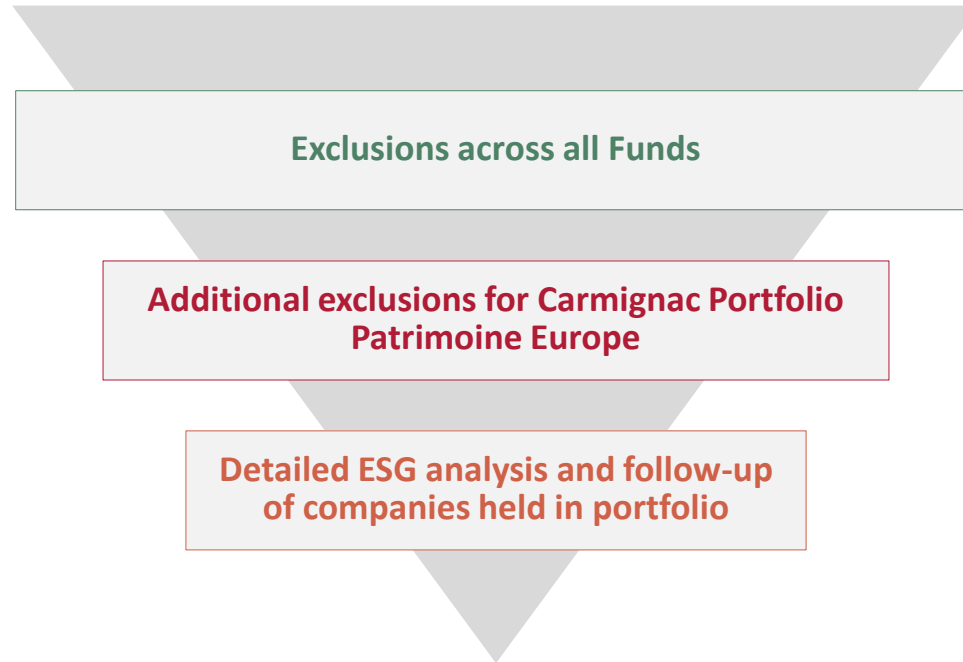 Exclusions across all Funds
Additional exclusions for Carmignac Portfolio
Patrimoine Europe
Detailed ESG analysis and follow-up
of companies held in portfolio